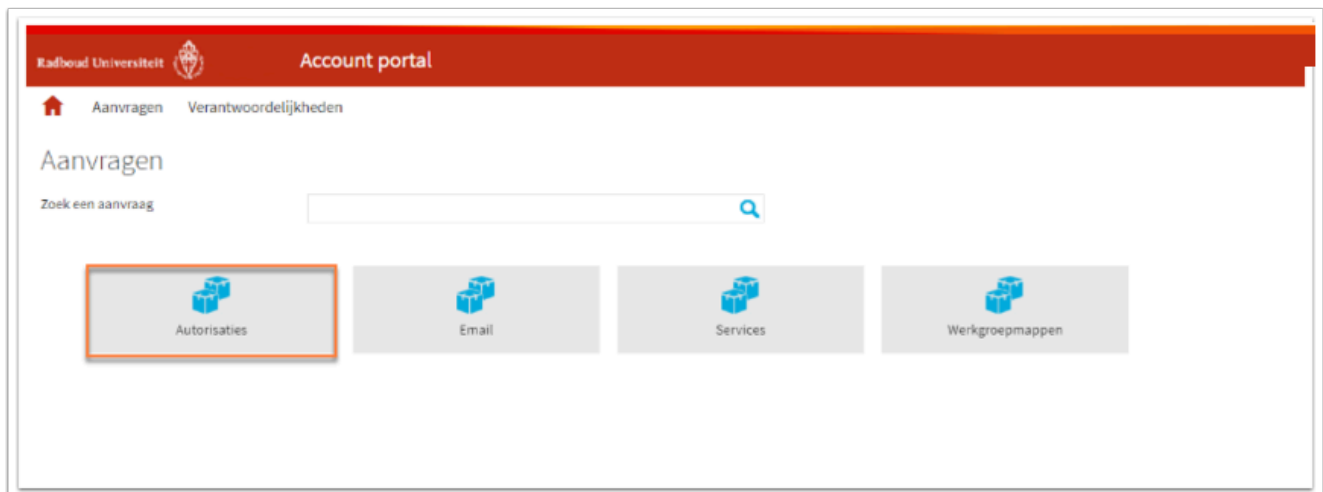 Radboud Universiteit Account portal
Aanvragen Verantwoordelijkheden
Aanvragen
Zoek een aanvraag
Autorisaties Email Services Werkgroepmappen